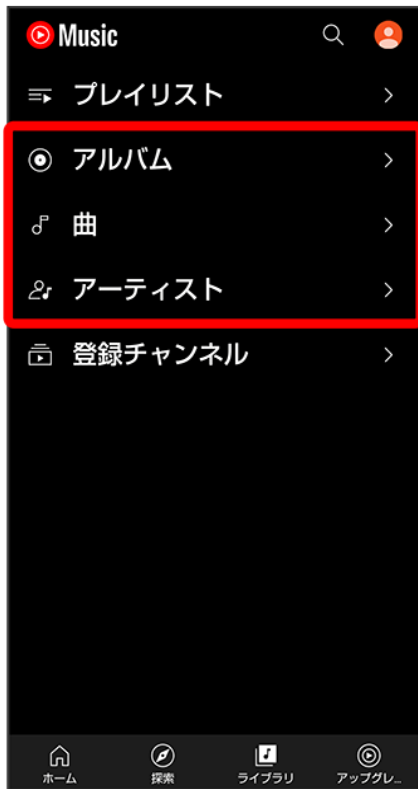 Music
プレイリスト
アルバム
曲
アーティスト
登録チャンネル
ホーム
探索
ライブラリ
アップグレ...